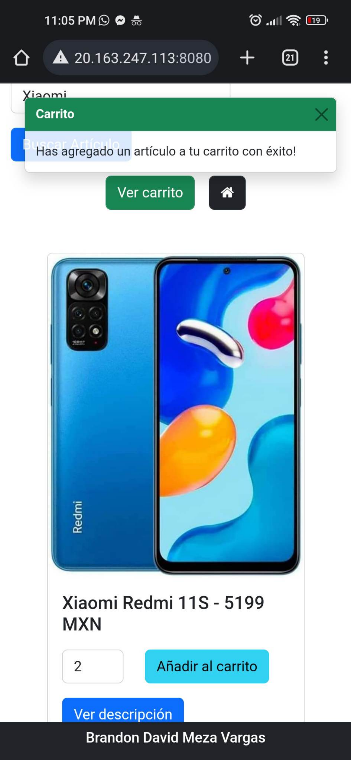 11:05 PM
19
20.163.247.113:8080
21
Xiaomi
Carrito
Buscar Artículo
Has agregado un artículo a tu carrito con éxito!
Ver carrito
Redmi
Xiaomi Redmi 11S - 5199
MXN
2
Añadir al carrito
Ver descripción
Brandon David Meza Vargas